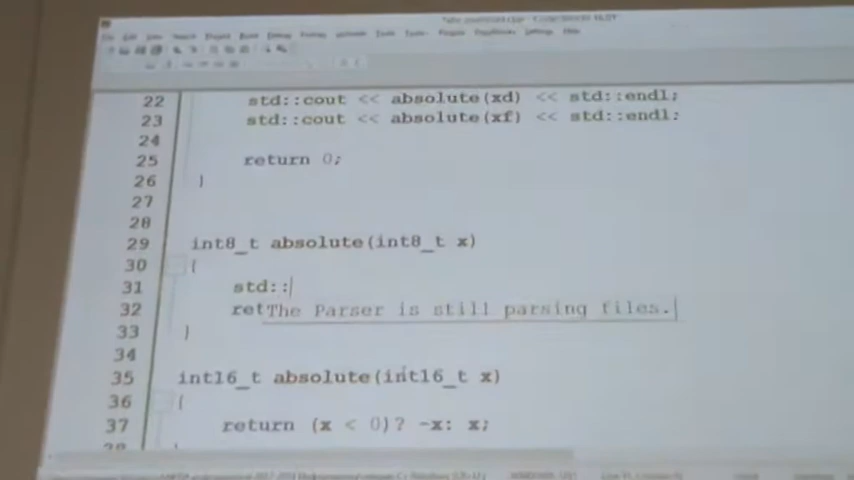 22 std::cout << absolute(xd) << std::endl;
23 std::cout << absolute(xf) << std::endl;
24
25 return 0;
26 }
27
28
29 int8_t absolute(int8_t x)
30 {
31 std::
32 ret The Parser is still parsing files.
33 }
34
35 int16_t absolute(int16_t x)
36 {
37 return (x < 0)? -x: x;